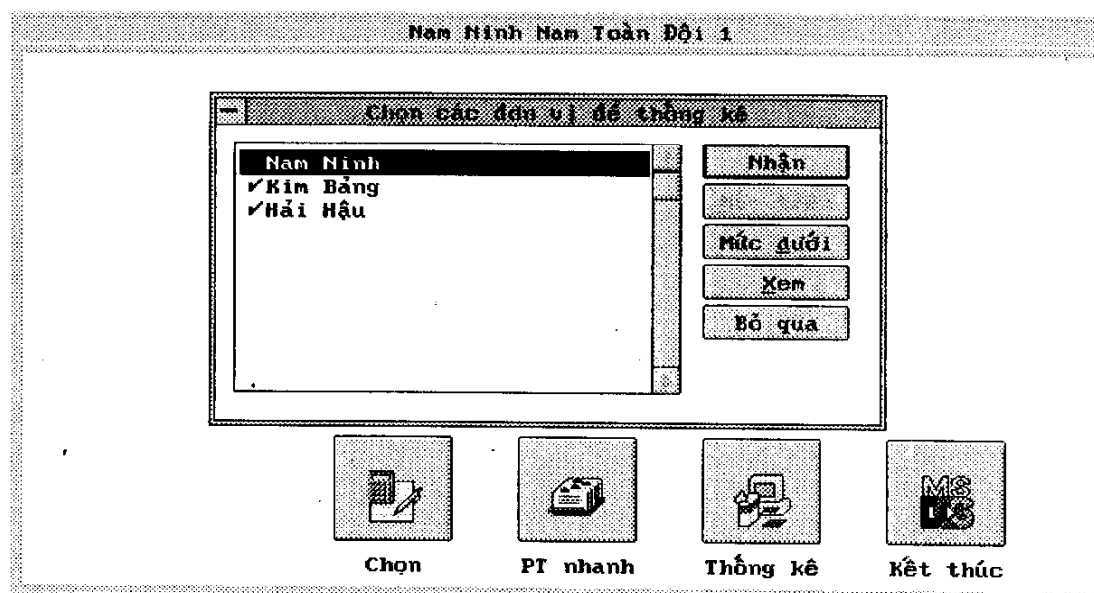 Nam Ninh Nam Toàn Đội 1
Chọn các đơn vị để thống kê
Nam Ninh
✓Kim Bảng
✓Hải Hậu
Nhận
Mức dưới
Xem
Bỏ qua
MS
Chọn
PT nhanh
Thống kê
Kết thúc